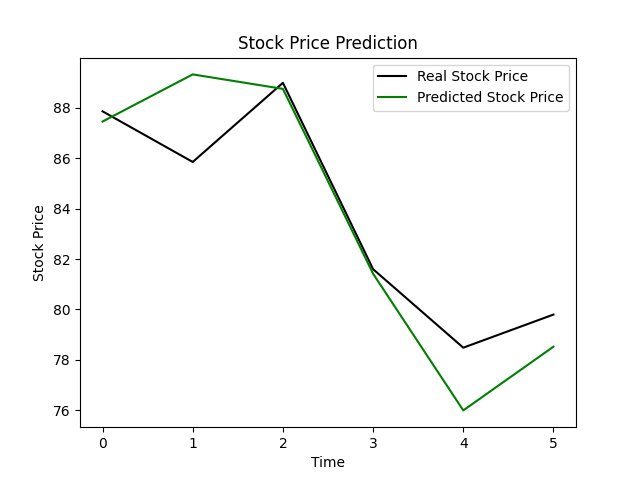 Stock Price Prediction
Real Stock Price
Predicted Stock Price
Stock Price
88
86
84
82
80
78
76
0 1 2 3 4 5
Time